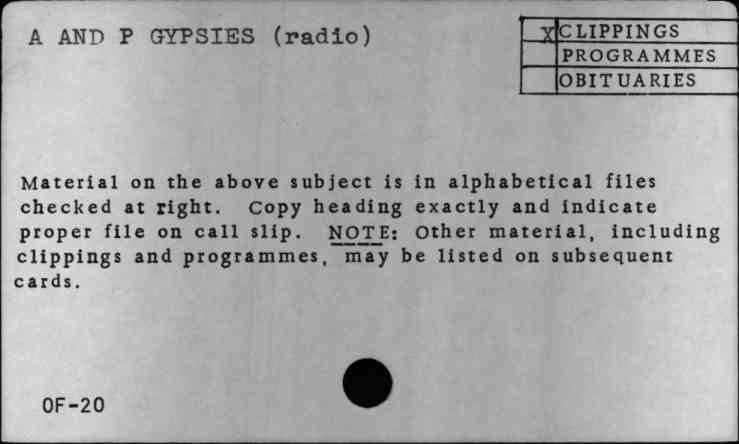 A AND P GYPSIES (radio)
X CLIPPINGS
PROGRAMMES
OBITUARIES
Material on the above subject is in alphabetical files
checked at right. Copy heading exactly and indicate
proper file on call slip. NOTE: Other material, including
clippings and programmes, may be listed on subsequent
cards.
OF-20